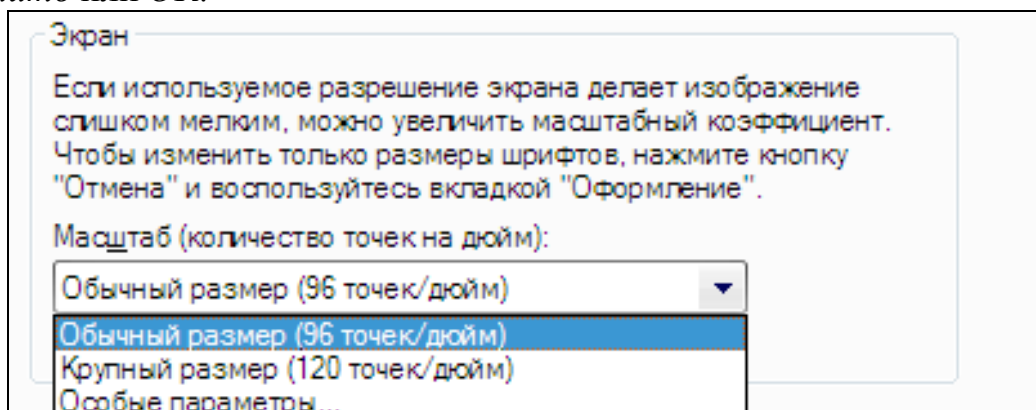 или ОК.
Экран
Если используемое разрешение экрана делает изображение
слишком мелким, можно увеличить масштабный коэффициент.
Чтобы изменить только размеры шрифтов, нажмите кнопку
"Отмена" и воспользуйтесь вкладкой "Оформление".
Масштаб (количество точек на дюйм):
Обычный размер (96 точек/дюйм)
Обычный размер (96 точек/дюйм)
Крупный размер (120 точек/дюйм)
Особые параметры...